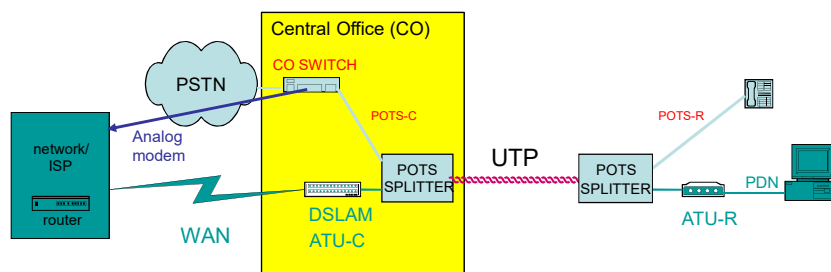 Central Office (CO)
CO SWITCH
PSTN
POTS-C
POTS-R
Analog
modem
network/
ISP
router
WAN
DSLAM
ATU-C
POTS
SPLITTER
UTP
POTS
SPLITTER
ATU-R
PDN